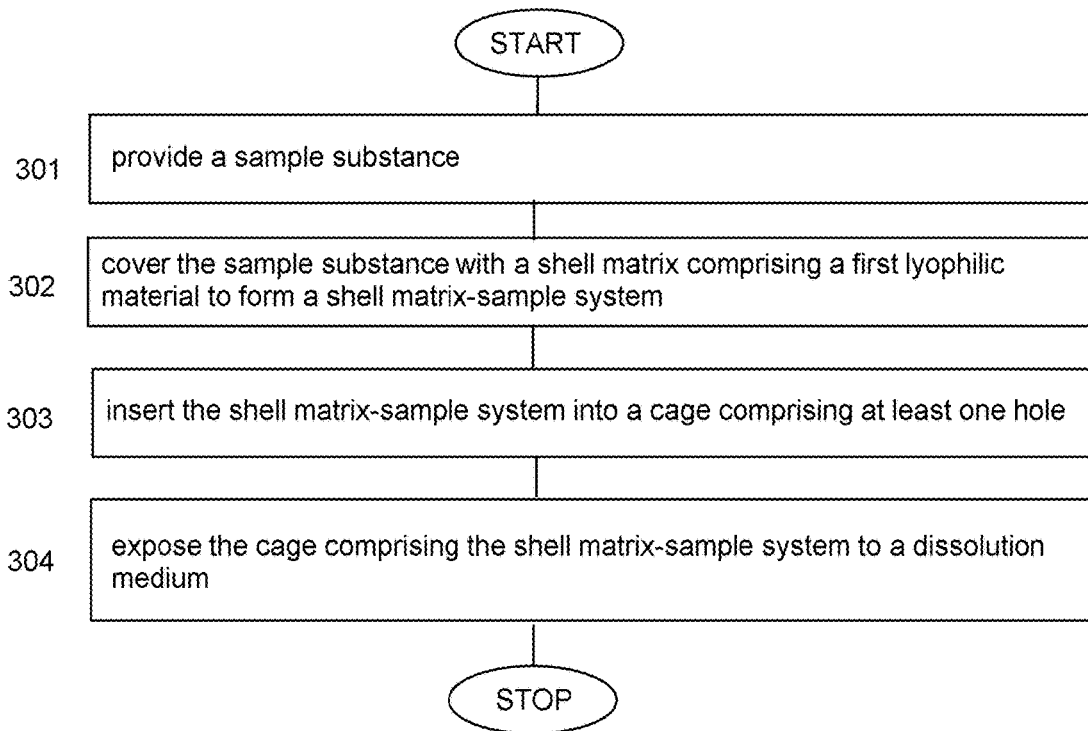 START
301
provide a sample substance
302
cover the sample substance with a shell matrix comprising a first lyophilic
material to form a shell matrix-sample system
303
insert the shell matrix-sample system into a cage comprising at least one hole
304
expose the cage comprising the shell matrix-sample system to a dissolution
medium
STOP